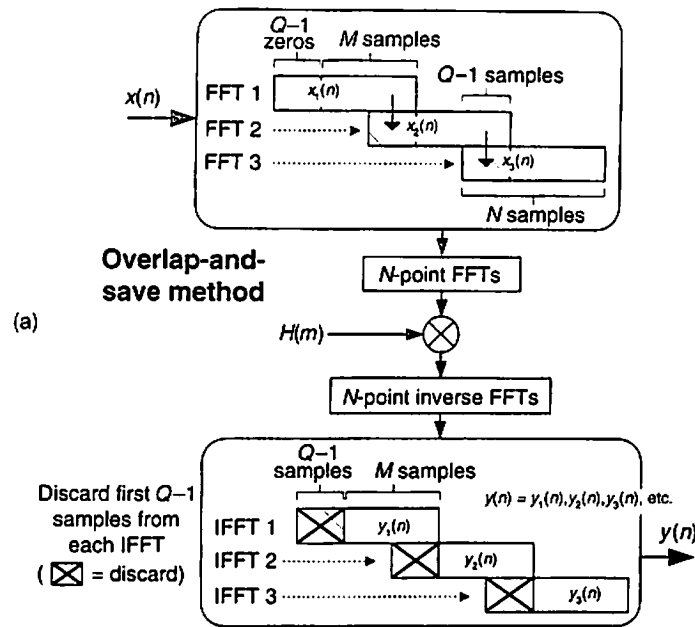 Q–1
zeros
M samples
Q–1 samples
x(n)
FFT 1
x₁(n)
FFT 2
x₂(n)
FFT 3
x₃(n)
N samples
Overlap-and-
save method
N-point FFTs
(a)
H(m)
N-point inverse FFTs
Q–1
samples
M samples
Discard first Q–1
samples from
each IFFT
( = discard)
y(n) = y₁(n), y₂(n), y₃(n), etc.
IFFT 1
y₁(n)
y(n)
IFFT 2
y₂(n)
IFFT 3
y₃(n)